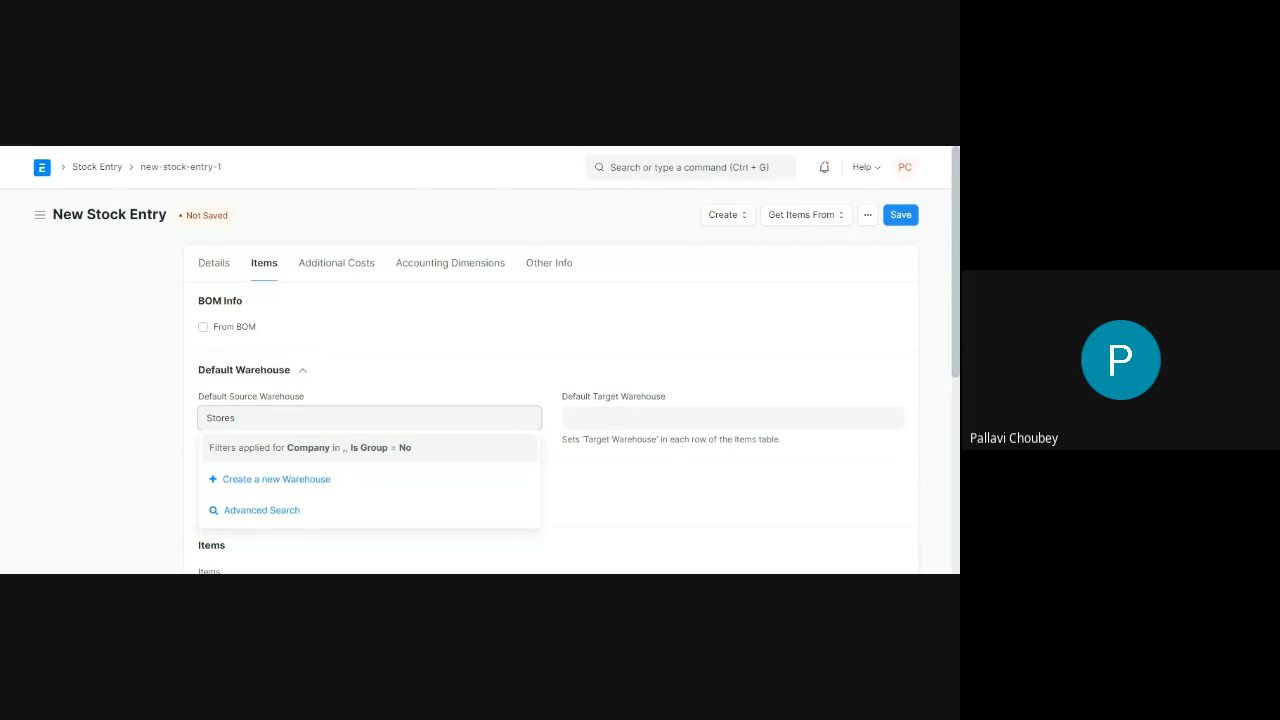 E > Stock Entry > new-stock-entry-1
Search or type a command (Ctrl + G)
Help
PC
New Stock Entry
• Not Saved
Create
Get Items From
...
Save
Details
Items
Additional Costs
Accounting Dimensions
Other Info
BOM Info
From BOM
Default Warehouse
Default Source Warehouse
Default Target Warehouse
Stores
Sets 'Target Warehouse' in each row of the items table.
Filters applied for Company in ,, Is Group = No
+ Create a new Warehouse
Advanced Search
Items
Items
P
Pallavi Choubey